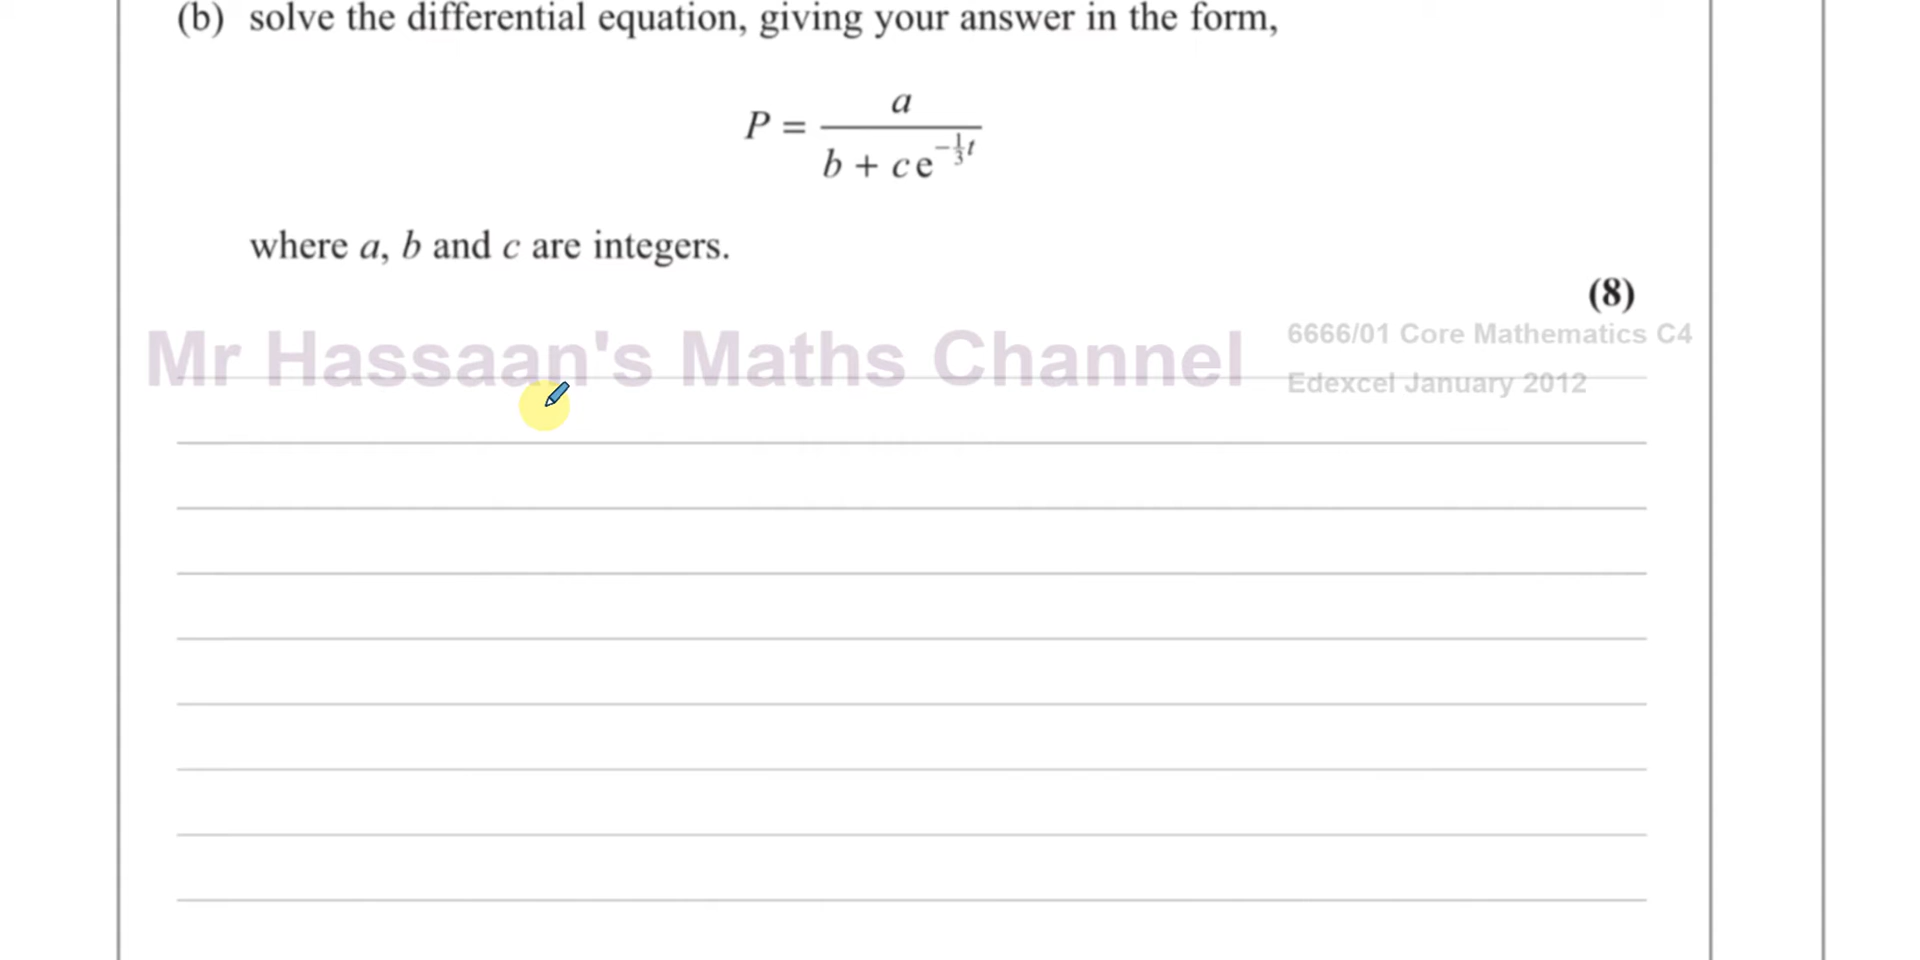 (b) solve the differential equation, giving your answer in the form,
P = a / (b + ce^{-\frac{1}{3}t})
where a, b and c are integers.
(8)
Mr Hassaan's Maths Channel
6666/01 Core Mathematics C4
Edexcel January 2012